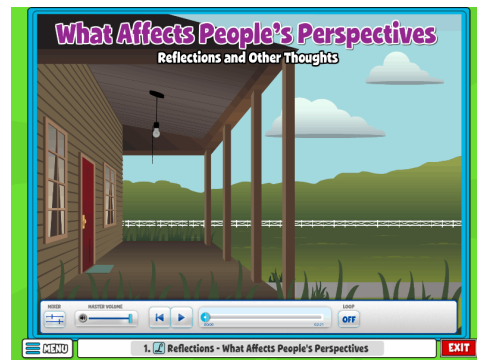 What Affects People's Perspectives
Reflections and Other Thoughts
MIXER
MASTER VOLUME
LOOP
OFF
MENU
1. Reflections - What Affects People's Perspectives
EXIT